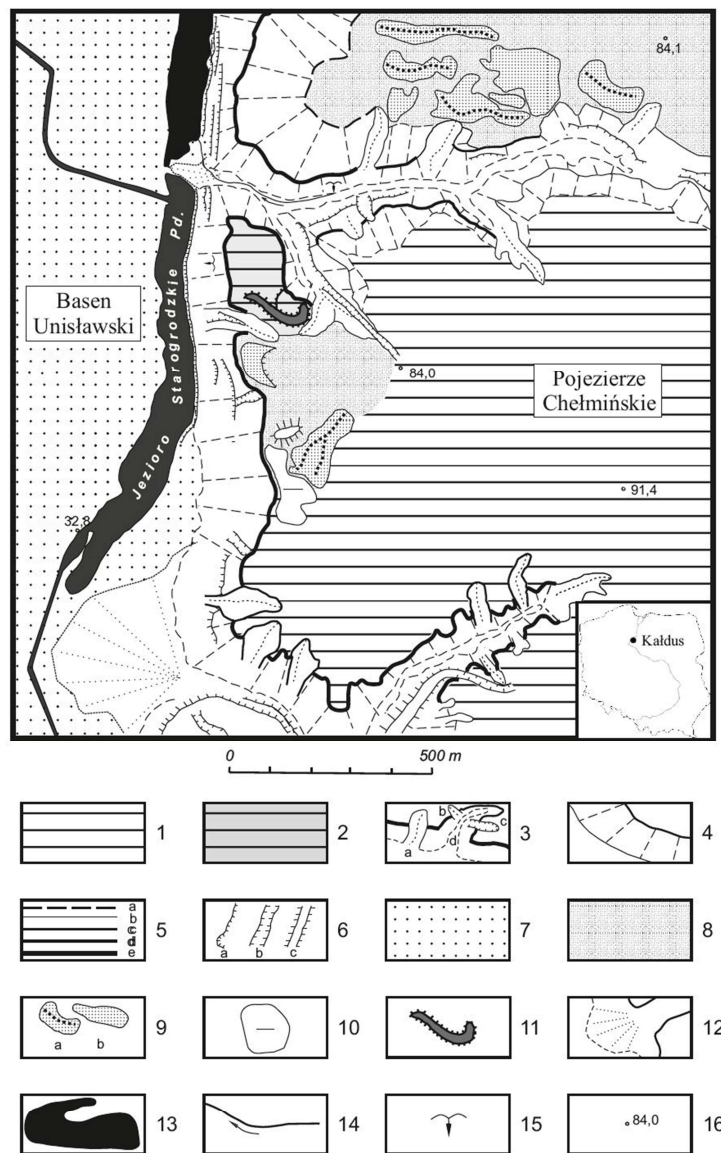 84,1
Basen
Unisławski
Jezioro Starogrodzkie Pd.
84,0
Pojezierze
Chełmińskie
91,4
32,8
Kałdus
0 500 m
1
2
a b c d 3
4
a
b
c
d
e
5
a b c 6
7
8
a b 9
10
11
12
13
14
15
84,0 16